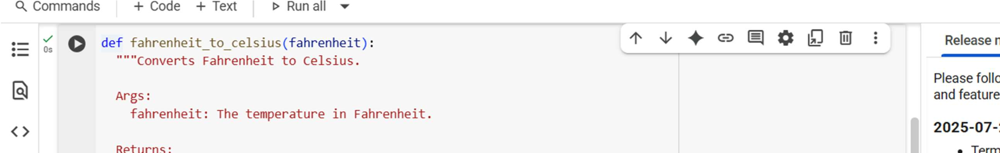 Commands + Code + Text Run all
0s
def fahrenheit_to_celsius(fahrenheit):
"""Converts Fahrenheit to Celsius.
Args:
fahrenheit: The temperature in Fahrenheit.
Returns:
Release n
Please follo
and feature
2025-07-
• Term